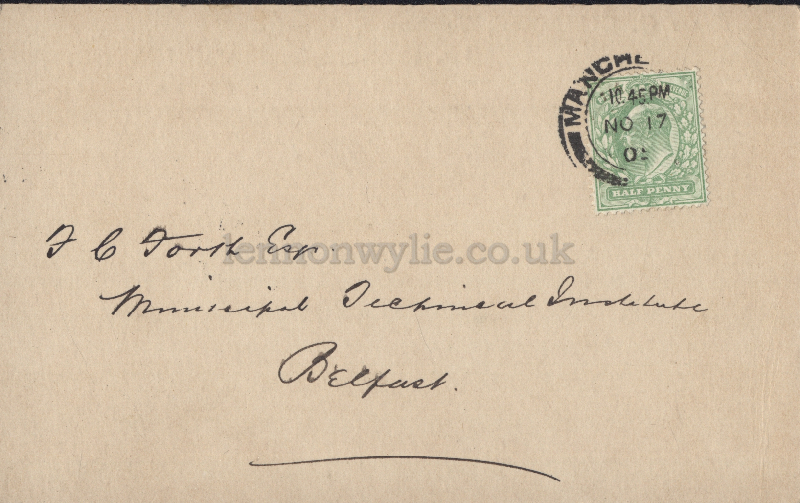 MANCHE
10.45PM
NO 17
HALF PENNY
F C Forth Esq.
lennonwylie.co.uk
Municipal Technical Institute
Belfast.